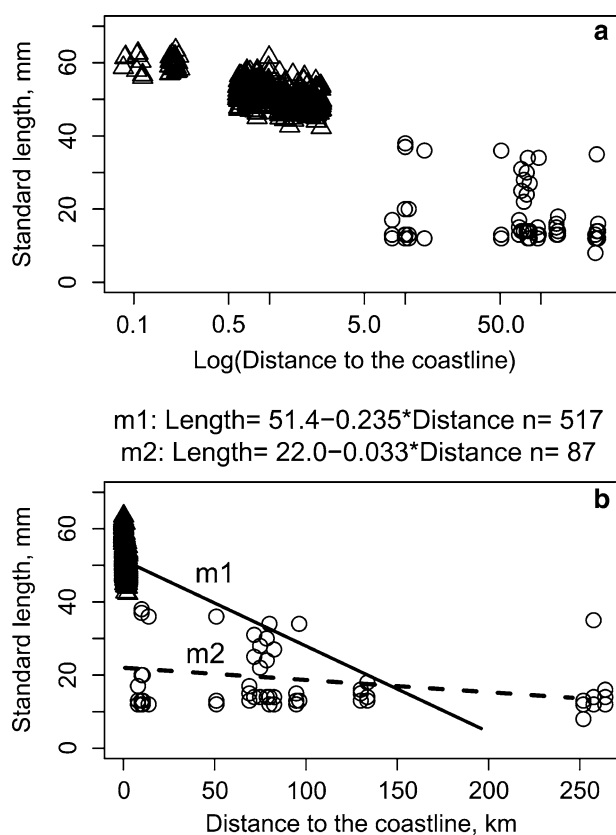 a
Standard length, mm
60
40
20
0
0.1 0.5 5.0 50.0
Log(Distance to the coastline)
m1: Length= 51.4−0.235*Distance n= 517
m2: Length= 22.0−0.033*Distance n= 87
b
Standard length, mm
60
40
20
0
m1
m2
0 50 100 150 200 250
Distance to the coastline, km